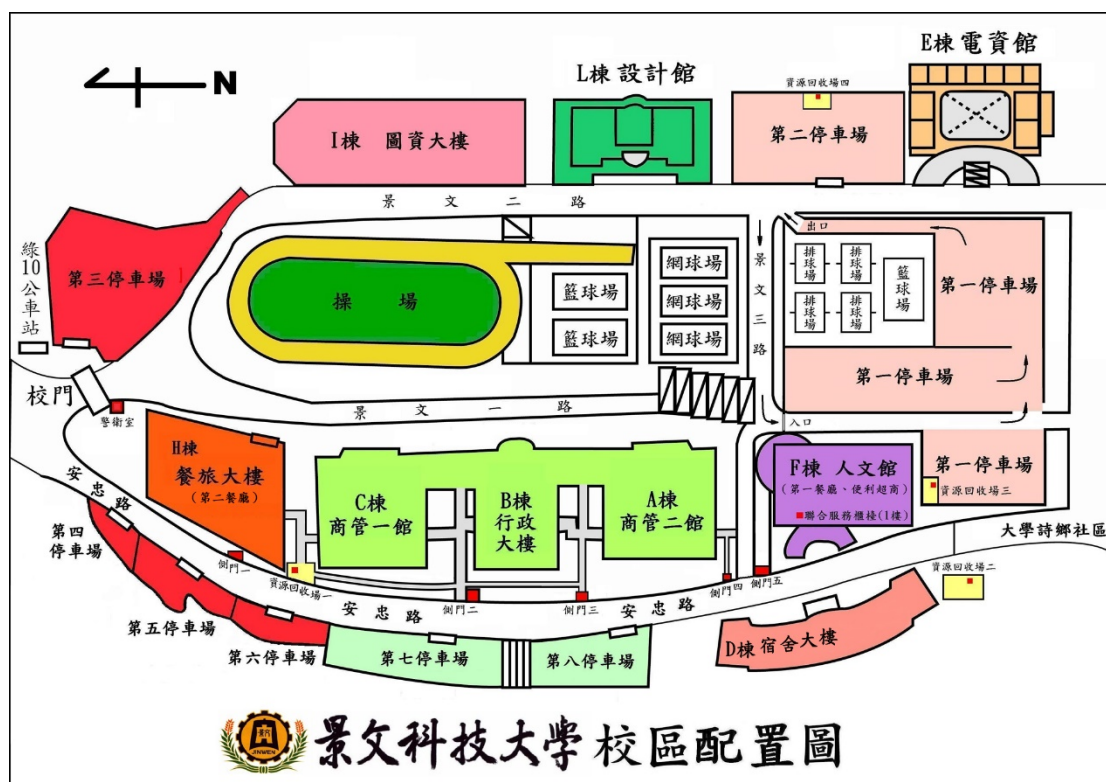 E棟電資館
L棟設計館
N
資源回收場四
第二停車場
I棟 圖資大樓
景文二路
出口
綠10公車站
第三停車場
操場
籃球場
籃球場
網球場
網球場
網球場
景文三路
排球場
排球場
排球場
排球場
籃球場
第一停車場
第一停車場
校門
警衛室
景文一路
入口
H棟
餐旅大樓
(第二餐廳)
C棟
商管一館
B棟
行政
大樓
A棟
商管二館
F棟 人文館
(第一餐廳、便利超商)
聯合服務櫃檯(1樓)
第一停車場
資源回收場三
大學詩鄉社區
安忠路
第四
停車場
側門一
資源回收場一
安忠路
側門二
側門三
安忠路
側門四
側門五
資源回收場二
第五停車場
第六停車場
第七停車場
第八停車場
D棟宿舍大樓
景文
JINWEN
景文科技大學 校區配置圖